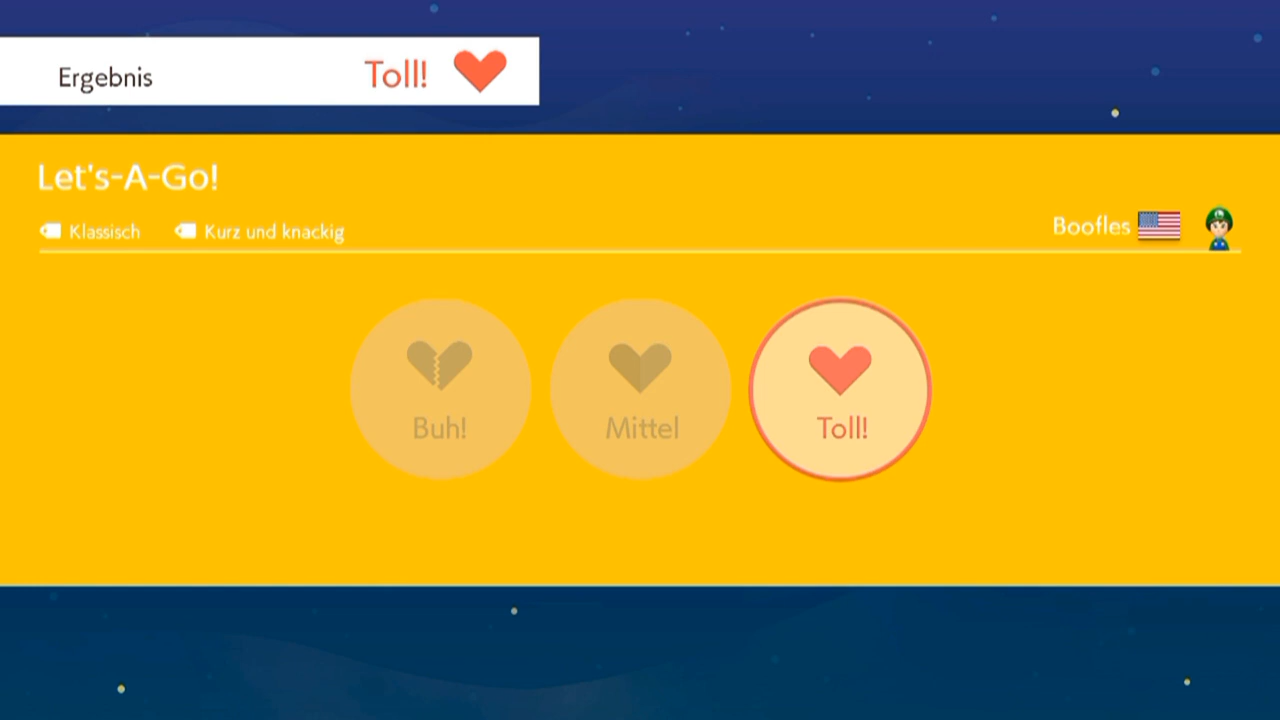 Ergebnis Toll!
Let's-A-Go!
Klassisch Kurz und knackig Boofles
Buh! Mittel Toll!